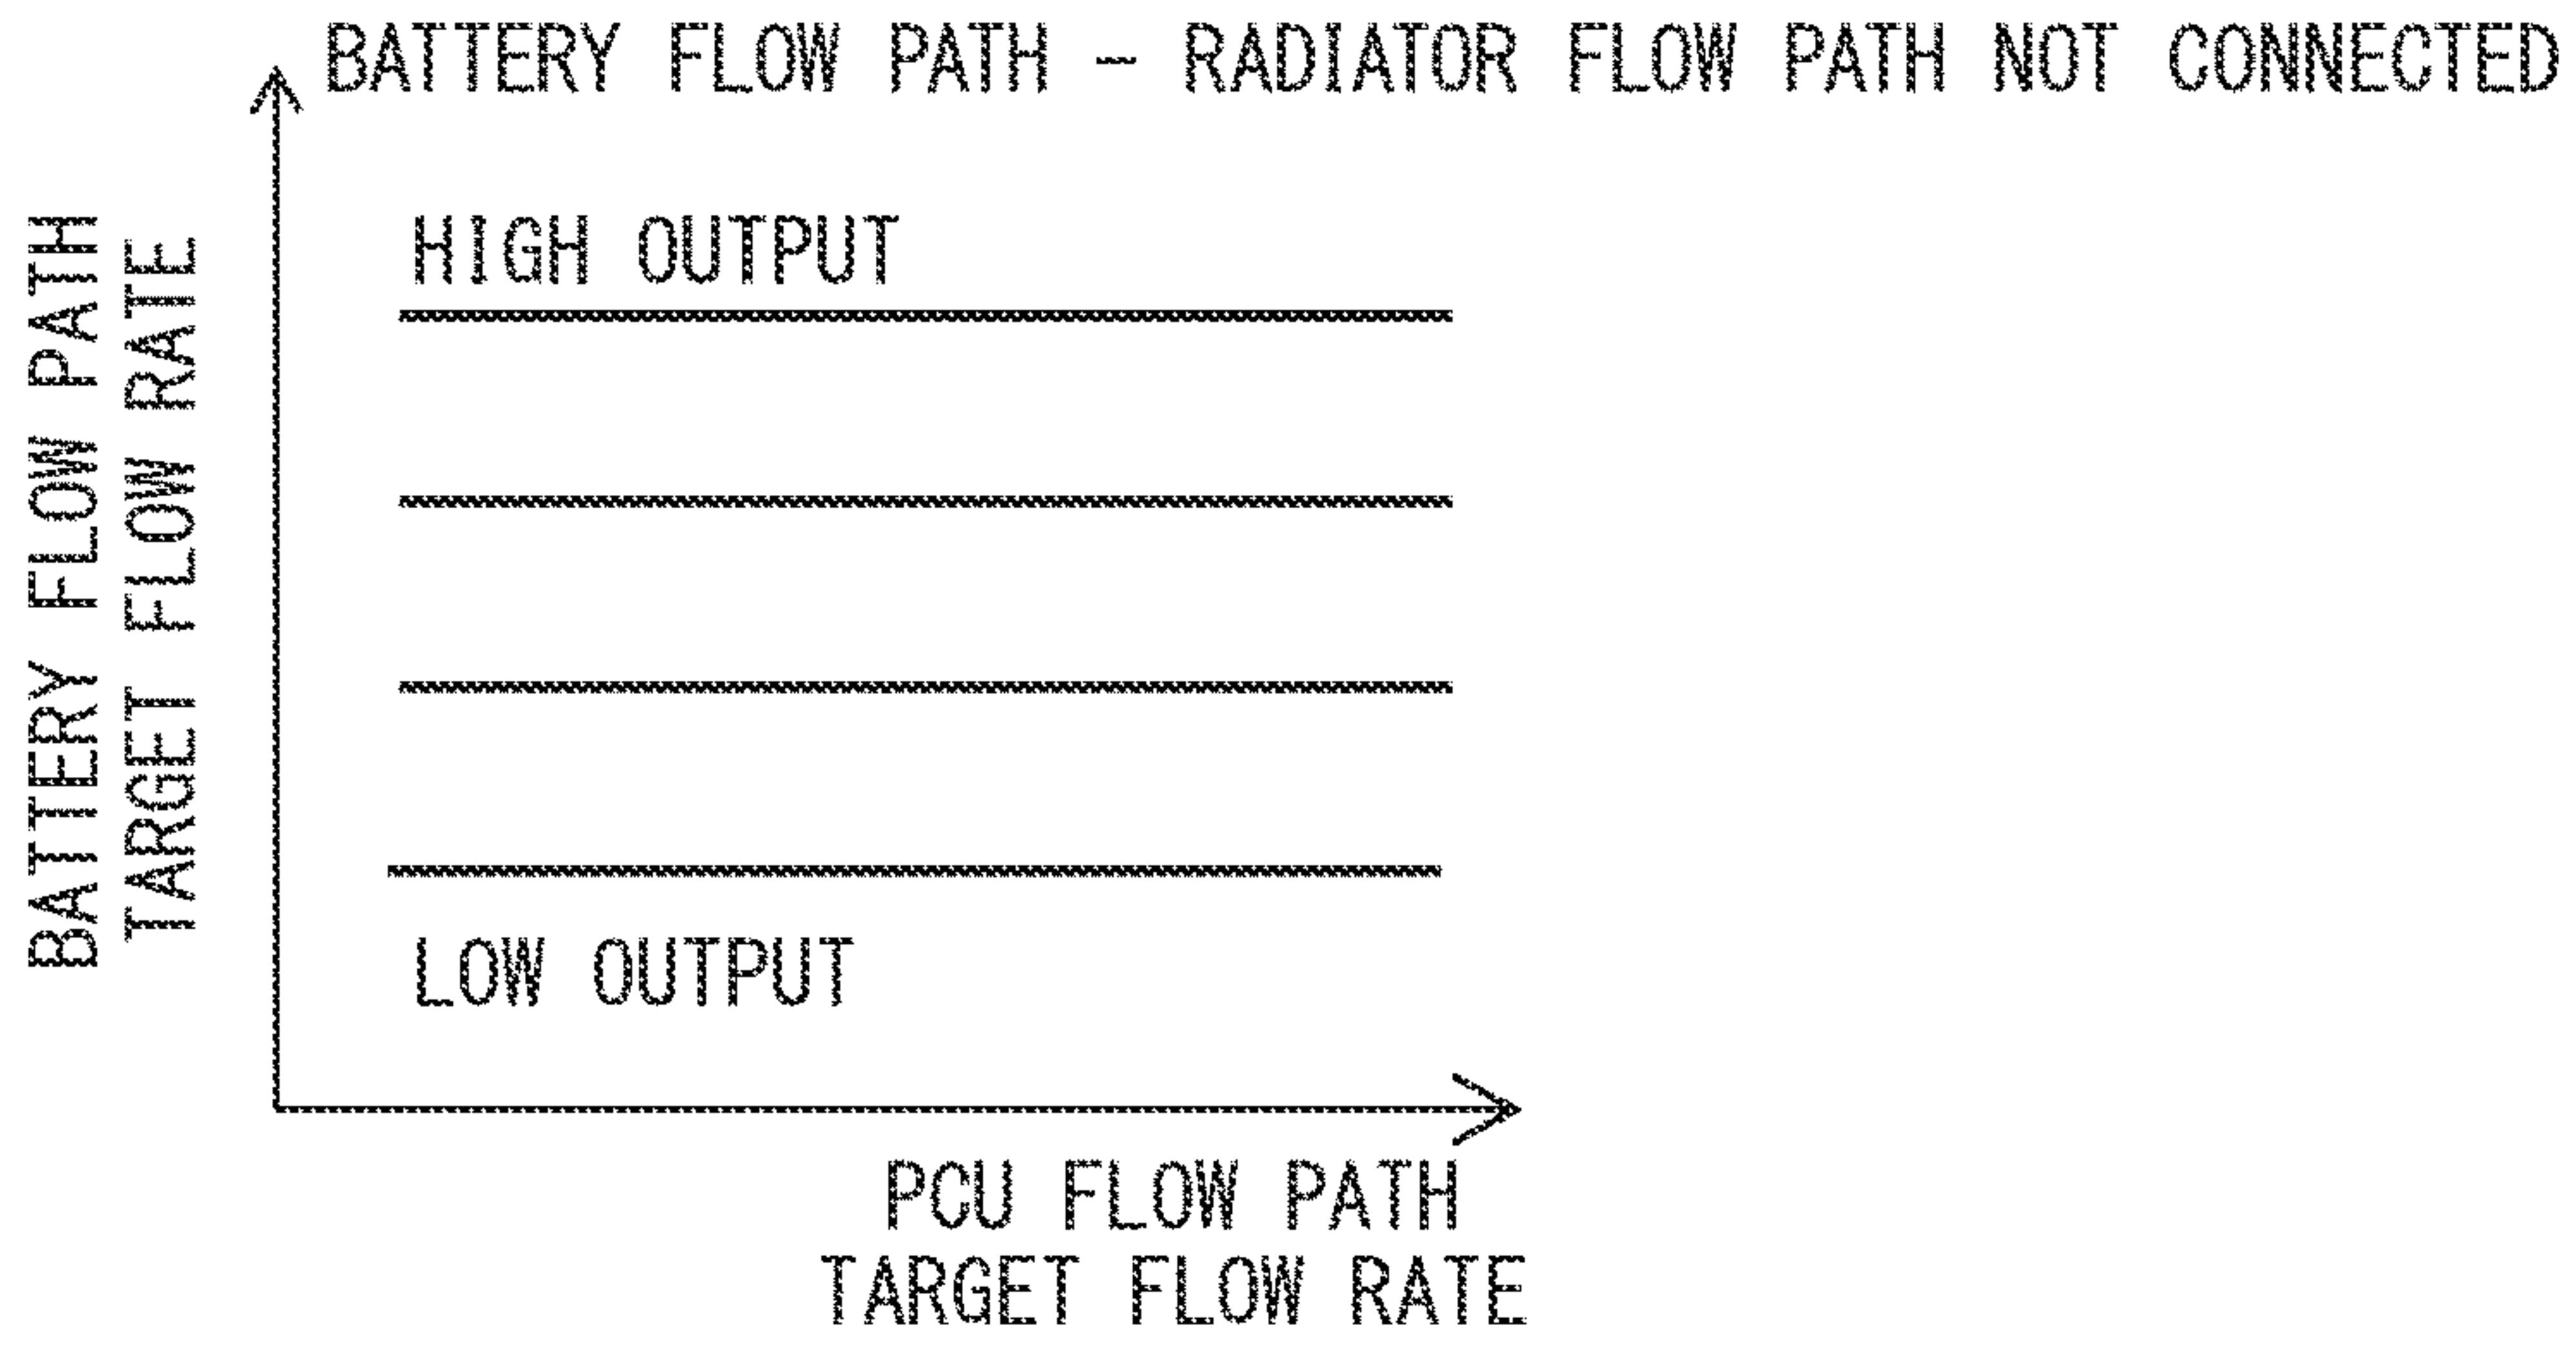 BATTERY FLOW PATH - RADIATOR FLOW PATH NOT CONNECTED
BATTERY FLOW PATH
TARGET FLOW RATE
HIGH OUTPUT
LOW OUTPUT
PCU FLOW PATH
TARGET FLOW RATE